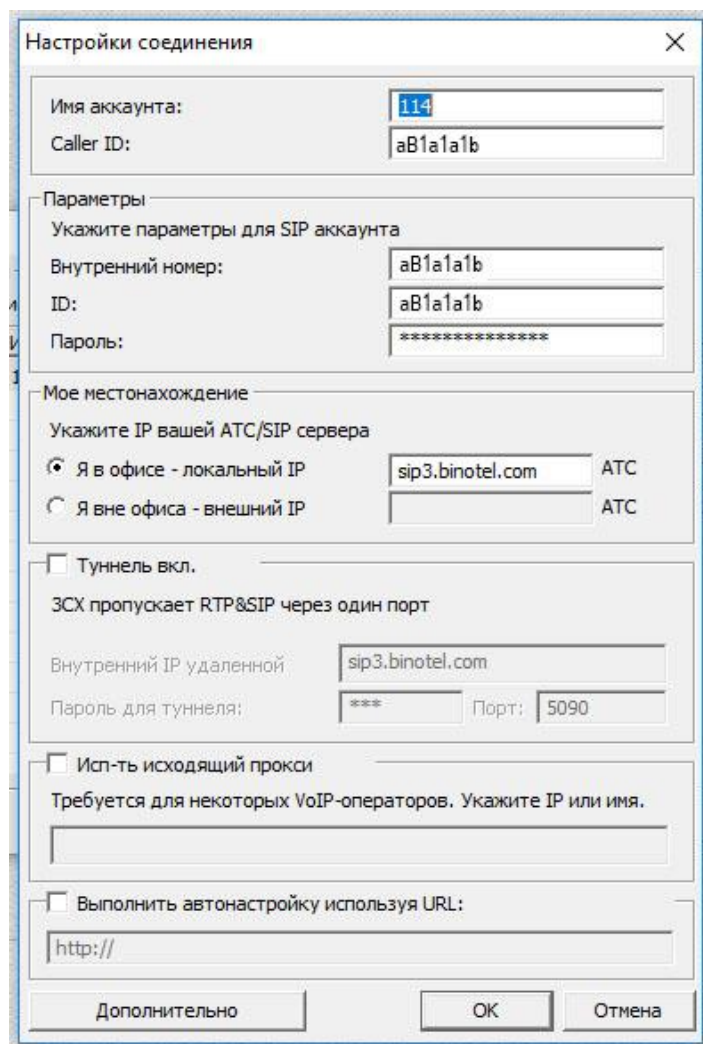 Настройки соединения
Имя аккаунта: 114
Caller ID: aB1a1a1b
Параметры
Укажите параметры для SIP аккаунта
Внутренний номер: aB1a1a1b
ID: aB1a1a1b
Пароль: **************
Мое местонахождение
Укажите IP вашей АТС/SIP сервера
Я в офисе - локальный IP sip3.binotel.com АТС
Я вне офиса - внешний IP АТС
Туннель вкл.
3CX пропускает RTP&SIP через один порт
Внутренний IP удаленной sip3.binotel.com
Пароль для туннеля: *** Порт: 5090
Исп-ть исходящий прокси
Требуется для некоторых VoIP-операторов. Укажите IP или имя.
Выполнить автонастройку используя URL:
http://
Дополнительно OK Отмена